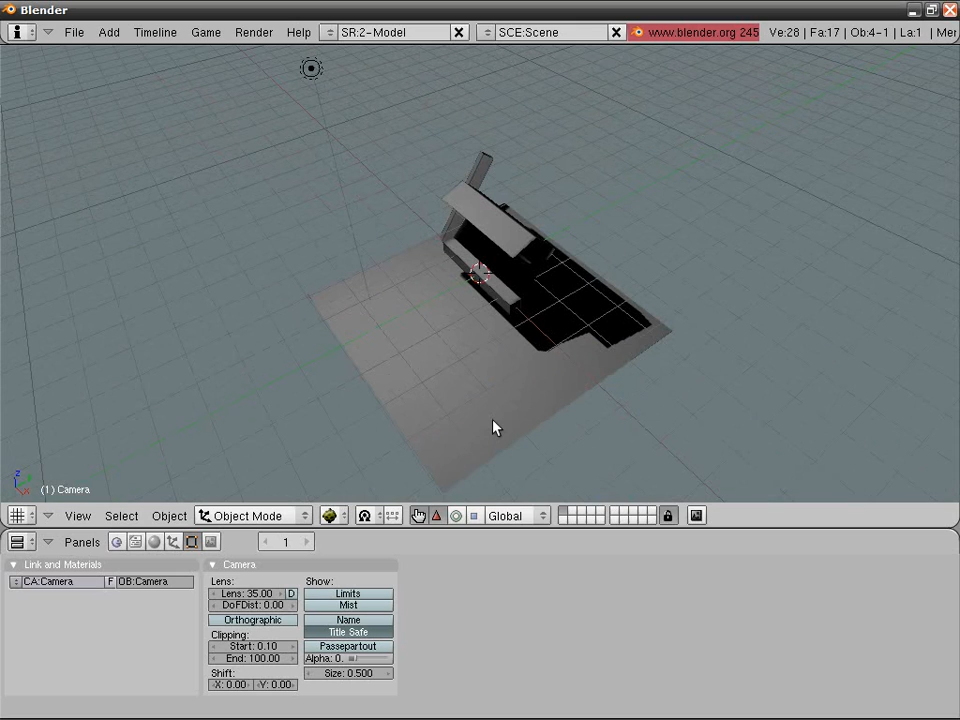 Blender
File Add Timeline Game Render Help SR:2-Model SCE:Scene www.blender.org 245 Ve:28 | Fa:17 | Ob:4-1 | La:1 | Mer
z
x
(1) Camera
View Select Object Object Mode Global
Panels 1
Link and Materials Camera
CA:Camera F OB:Camera
Lens: Show:
Lens: 35.00 D Limits
DoFDist: 0.00 Mist
Orthographic Name
Clipping: Title Safe
Start: 0.10 Passepartout
End: 100.00 Alpha: 0.
Shift: Size: 0.500
X: 0.00 Y: 0.00